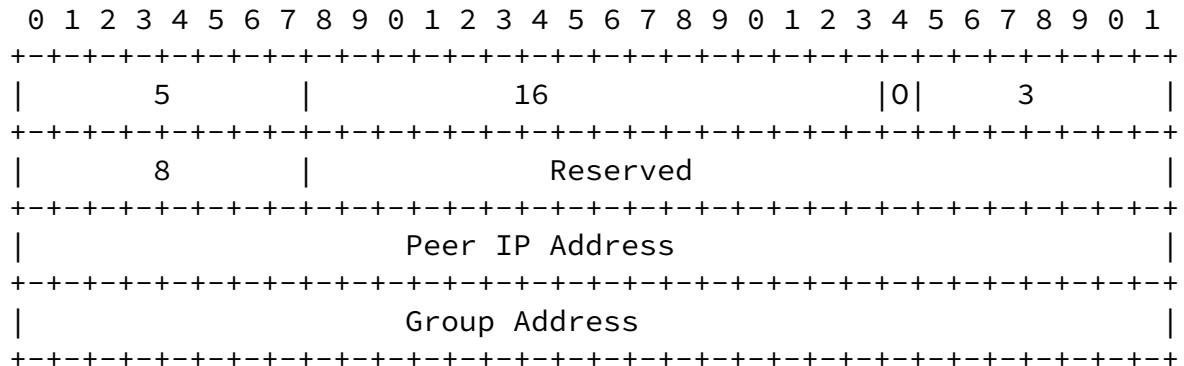 0 1 2 3 4 5 6 7 8 9 0 1 2 3 4 5 6 7 8 9 0 1 2 3 4 5 6 7 8 9 0 1
+-+-+-+-+-+-+-+-+-+-+-+-+-+-+-+-+-+-+-+-+-+-+-+-+-+-+-+-+-+-+-+-+
|       5       |           16                  |O|     3       |
+-+-+-+-+-+-+-+-+-+-+-+-+-+-+-+-+-+-+-+-+-+-+-+-+-+-+-+-+-+-+-+-+
|       8       |             Reserved                          |
+-+-+-+-+-+-+-+-+-+-+-+-+-+-+-+-+-+-+-+-+-+-+-+-+-+-+-+-+-+-+-+-+
|                     Peer IP Address                           |
+-+-+-+-+-+-+-+-+-+-+-+-+-+-+-+-+-+-+-+-+-+-+-+-+-+-+-+-+-+-+-+-+
|                     Group Address                             |
+-+-+-+-+-+-+-+-+-+-+-+-+-+-+-+-+-+-+-+-+-+-+-+-+-+-+-+-+-+-+-+-+